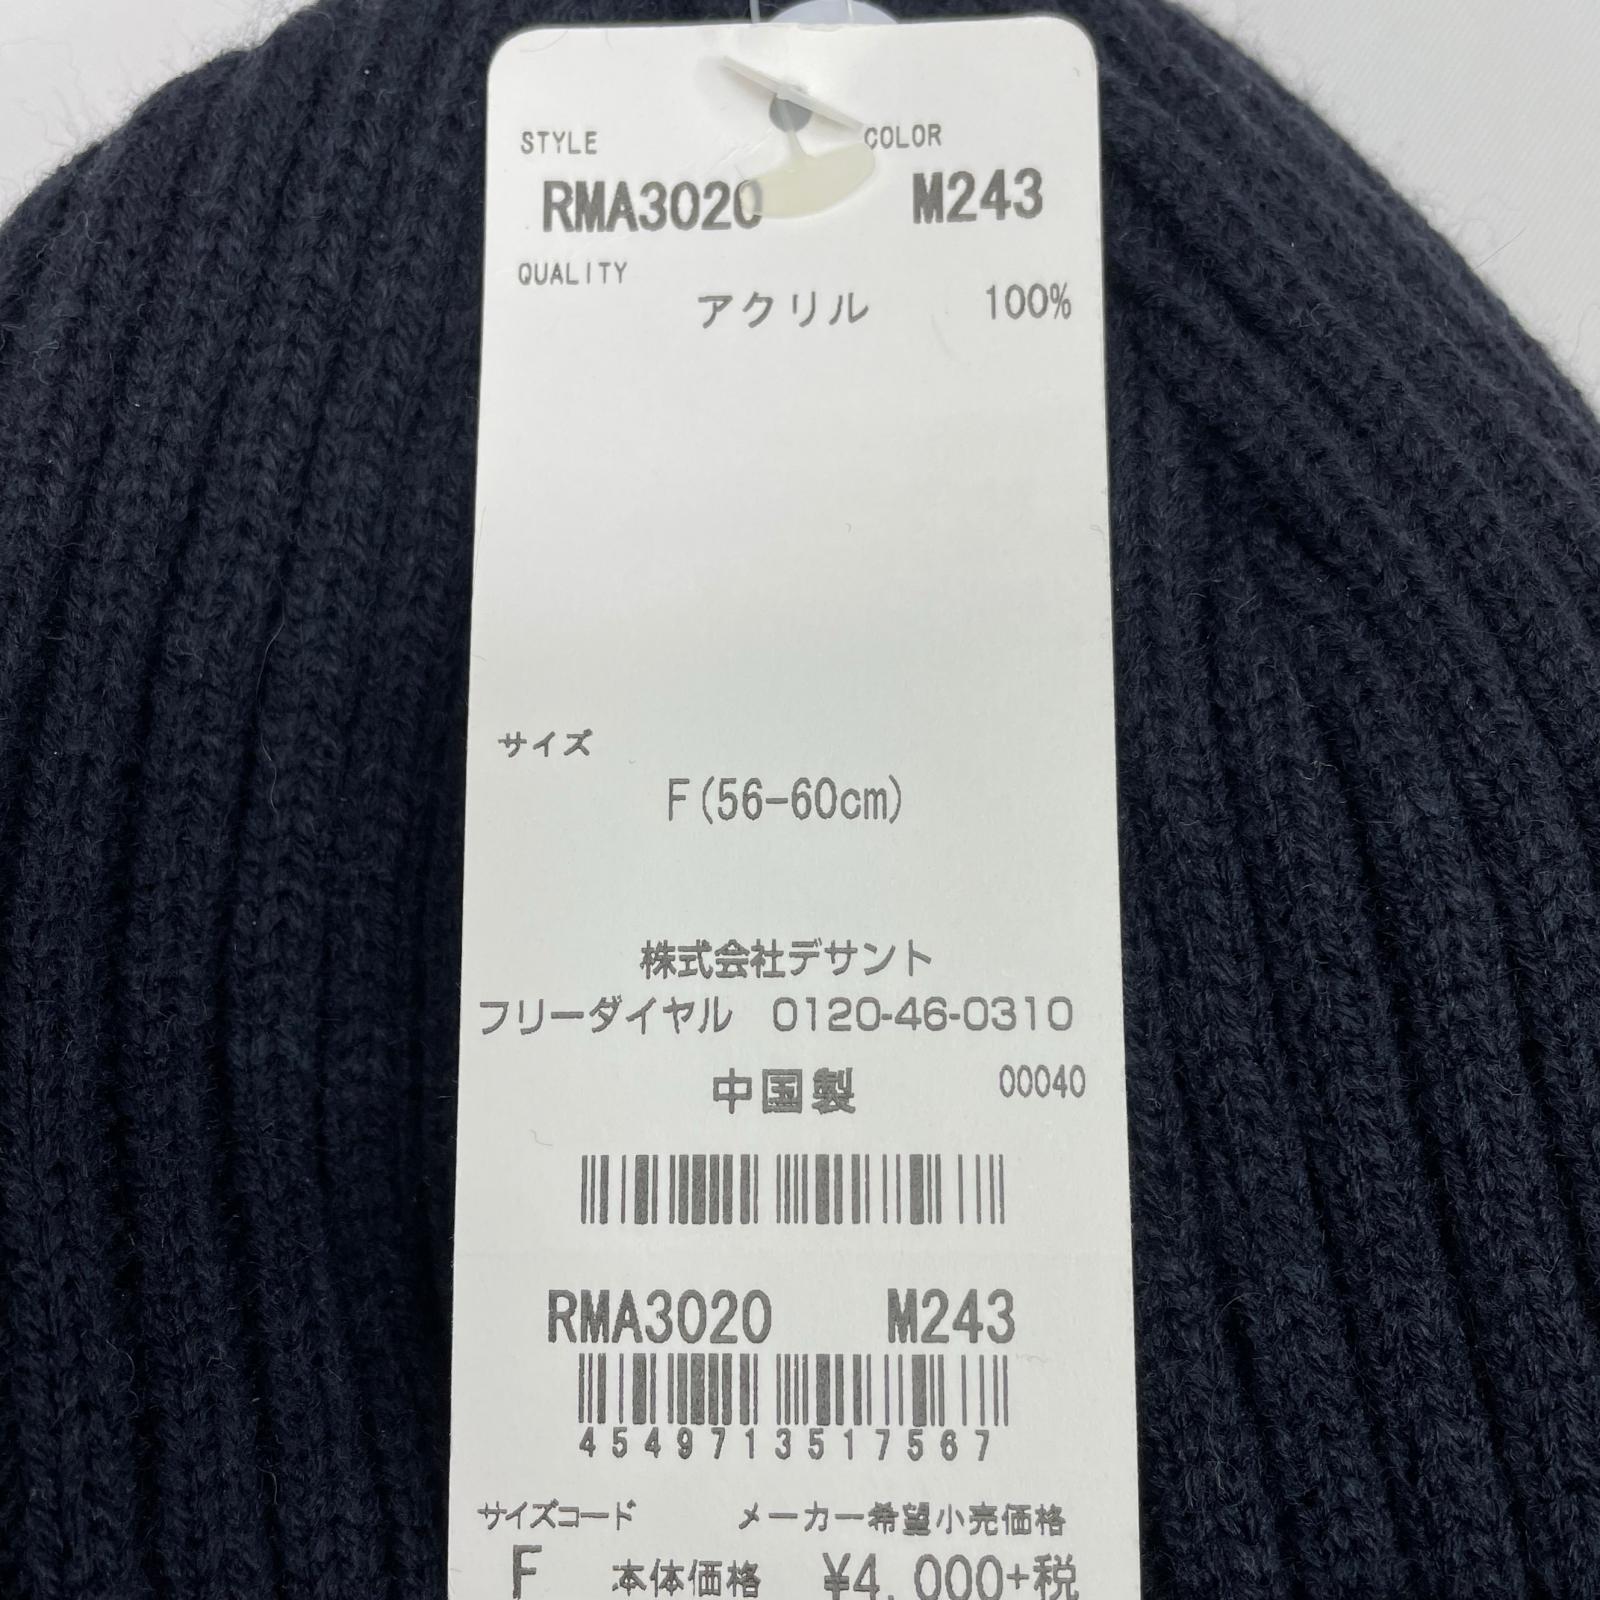 STYLE COLOR
RMA3020 M243
QUALITY
アクリル 100%
サイズ
F(56-60cm)
株式会社デサント
フリーダイヤル 0120-46-0310
中国製 00040
RMA3020 M243
4549713517567
サイズコード メーカー希望小売価格
F 本体価格 ¥4,000+税